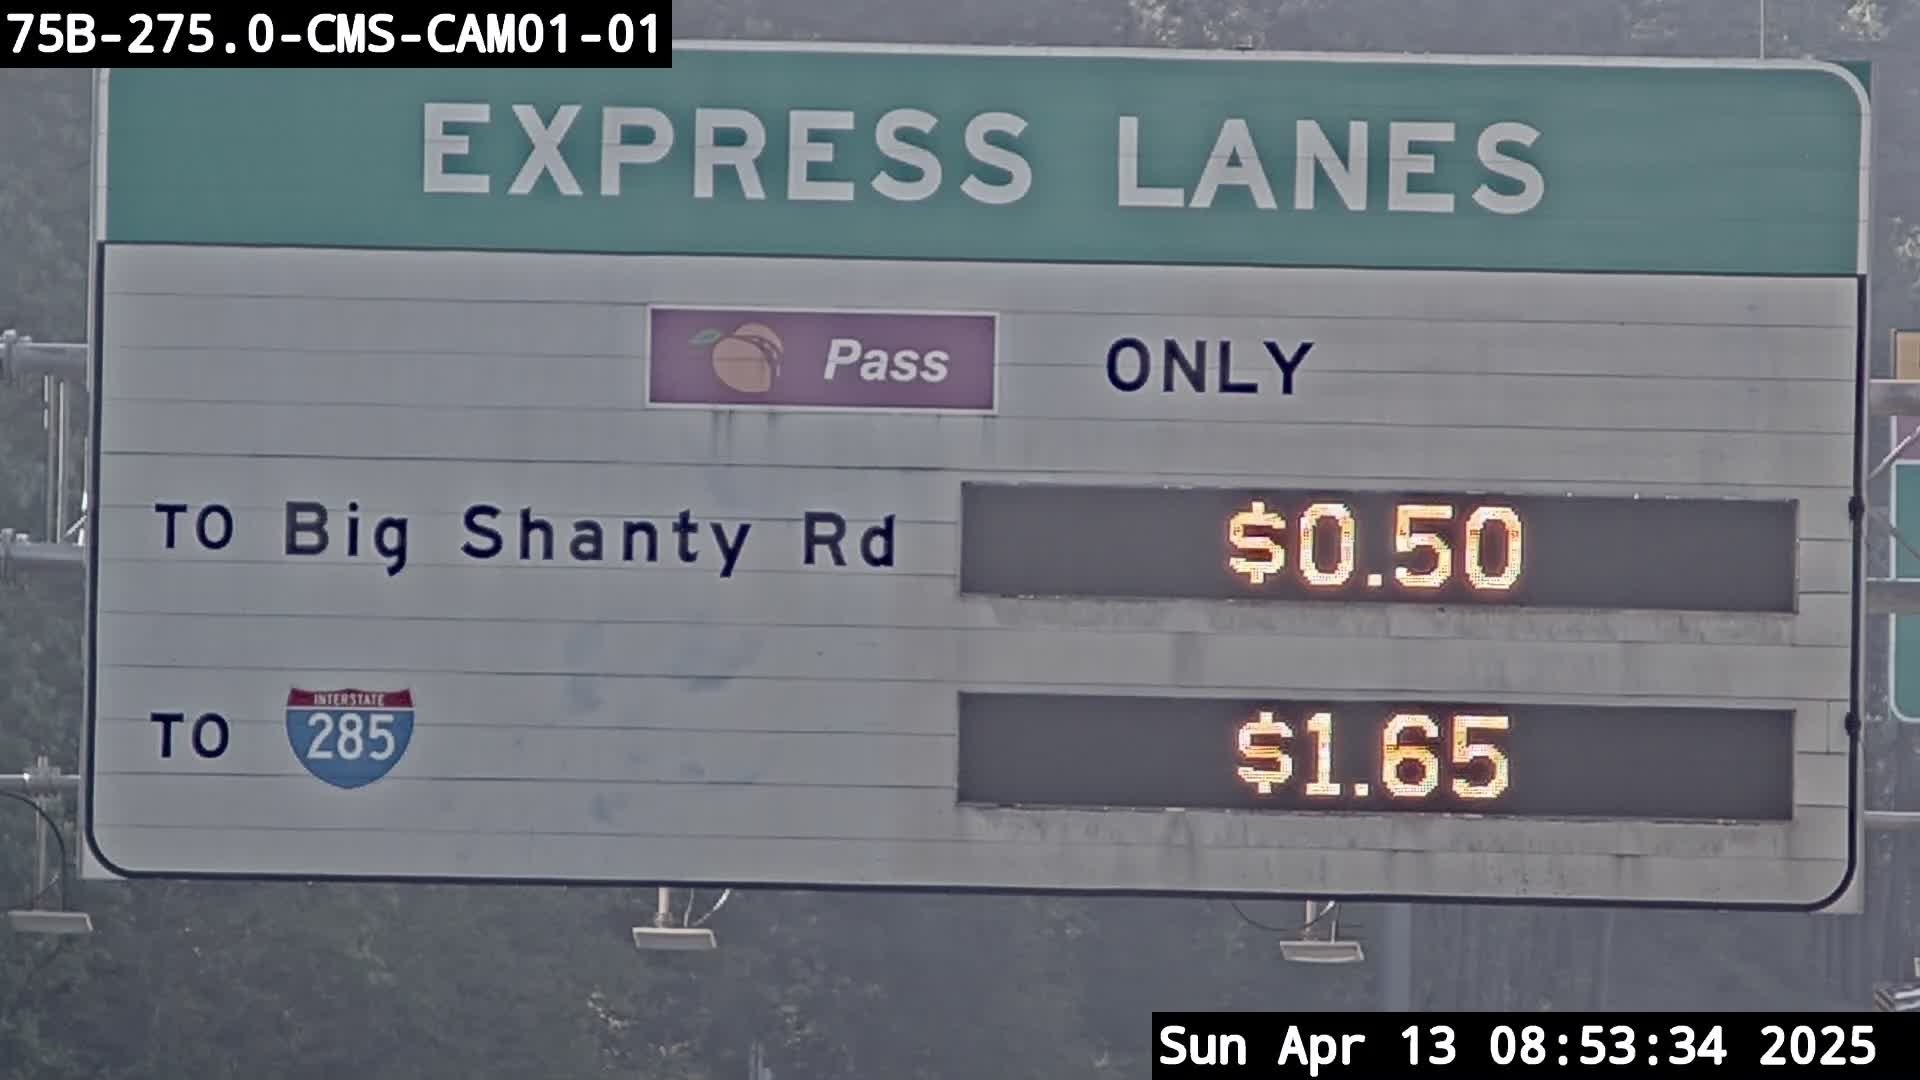 75B-275.0-CMS-CAM01-01
EXPRESS LANES
Pass ONLY
TO Big Shanty Rd $0.50
INTERSTATE
TO 285 $1.65
Sun Apr 13 08:53:34 2025